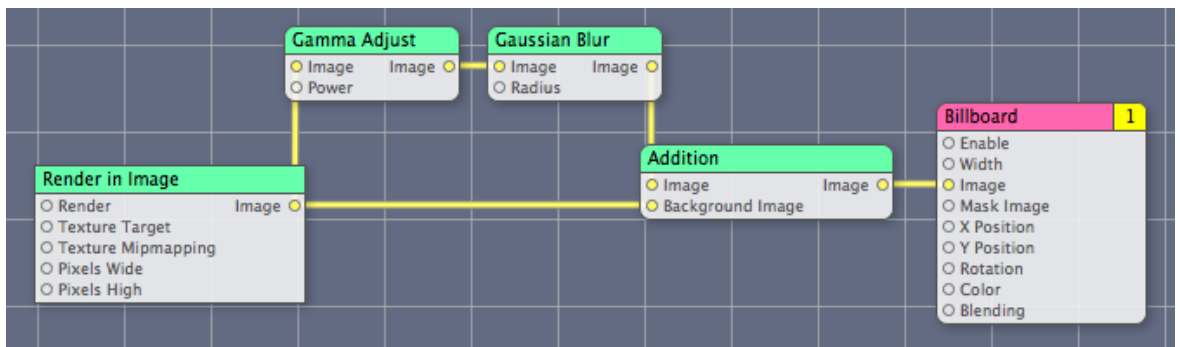 Gamma Adjust
Image Image
Power
Gaussian Blur
Image Image
Radius
Render in Image
Render Image
Texture Target
Texture Mipmapping
Pixels Wide
Pixels High
Addition
Image Image
Background Image
Billboard 1
Enable
Width
Image
Mask Image
X Position
Y Position
Rotation
Color
Blending